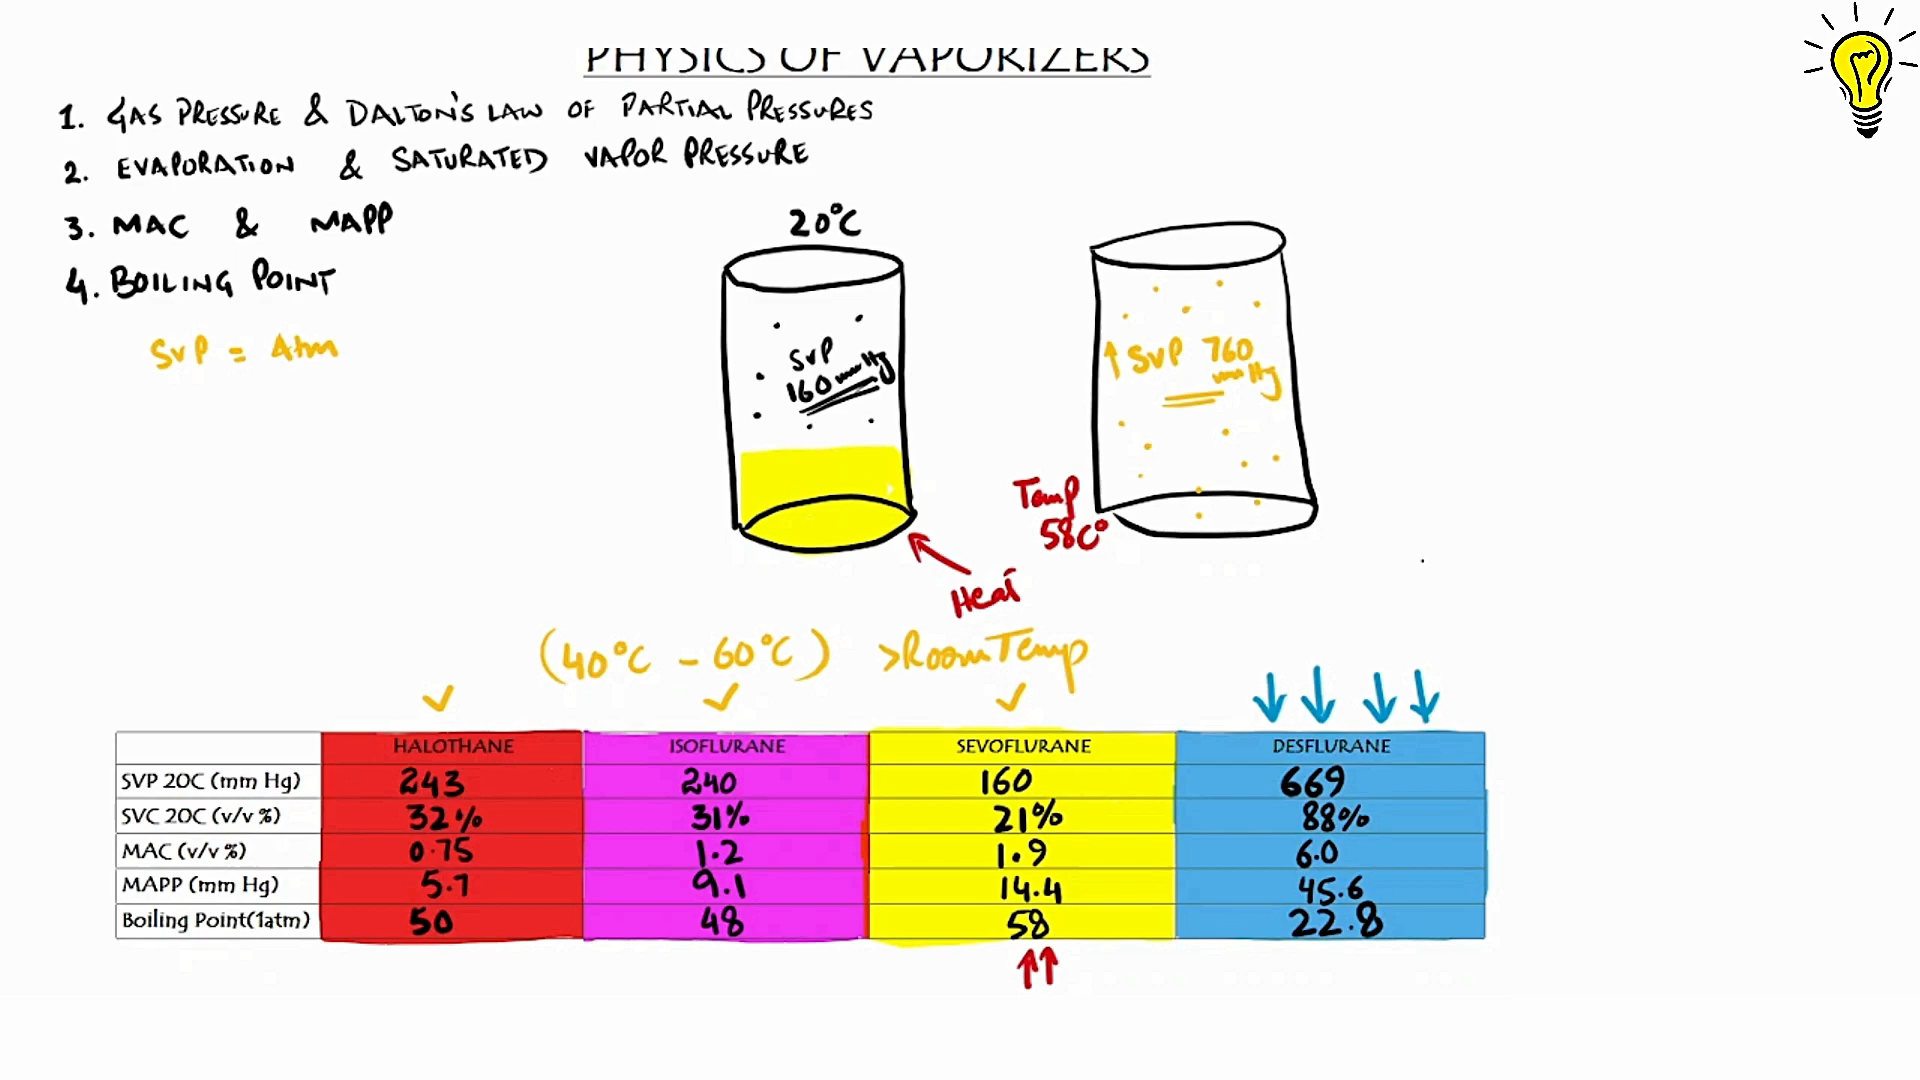 PHYSICS OF VAPORIZERS
1. GAS PRESSURE & DALTON'S LAW OF PARTIAL PRESSURES
2. EVAPORATION & SATURATED VAPOR PRESSURE
3. MAC & MAPP
4. BOILING POINT
SVP = Atm
20°C
SVP
160 mmHg
↑ SVP 760
mmHg
Temp
58C°
Heat
(40°C - 60°C) >Room Temp
HALOTHANE ISOFLURANE SEVOFLURANE DESFLURANE
SVP 20C (mm Hg) 243 240 160 669
SVC 20C (v/v %) 32% 31% 21% 88%
MAC (v/v %) 0.75 1.2 1.9 6.0
MAPP (mm Hg) 5.7 9.1 14.4 45.6
Boiling Point(1atm) 50 48 58 22.8